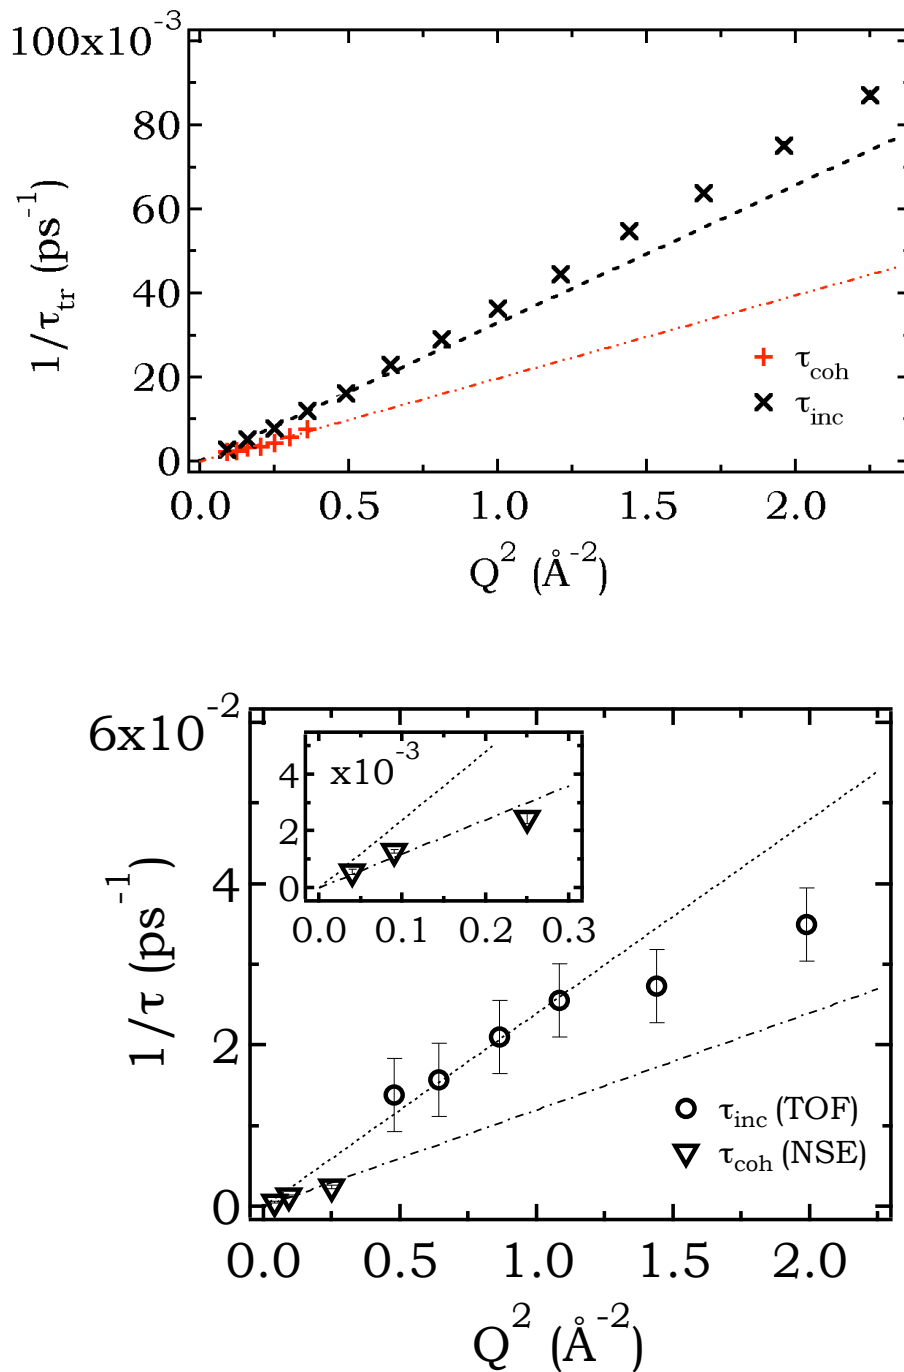 100x10⁻³
80
60
40
20
0
1/τ_tr (ps⁻¹)
τ_coh
τ_inc
0.0 0.5 1.0 1.5 2.0
Q² (Å⁻²)
6x10⁻²
4
2
0
1/τ (ps⁻¹)
x10⁻³
4
2
0
0.0 0.1 0.2 0.3
τ_inc (TOF)
τ_coh (NSE)
0.0 0.5 1.0 1.5 2.0
Q² (Å⁻²)